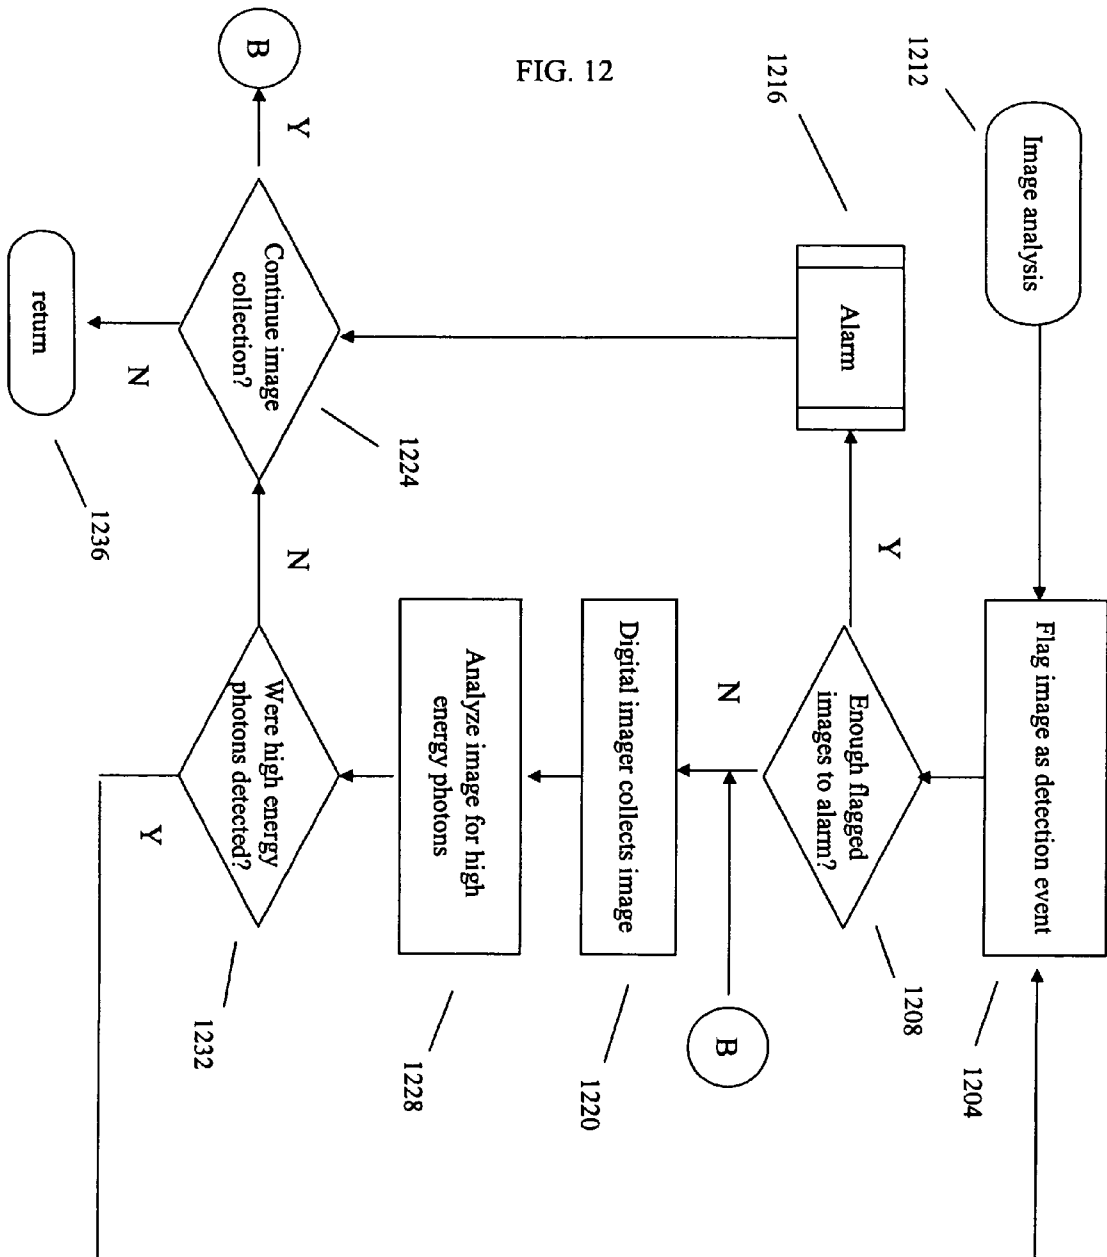 FIG. 12
1212
Image analysis
Flag image as detection event
1204
1216
Alarm
Y
Enough flagged
images to alarm?
1208
N
B
Digital imager collects image
1220
Analyze image for high
energy photons
1228
B
Y
Continue image
collection?
1224
N
Were high energy
photons detected?
1232
N
return
1236
Y